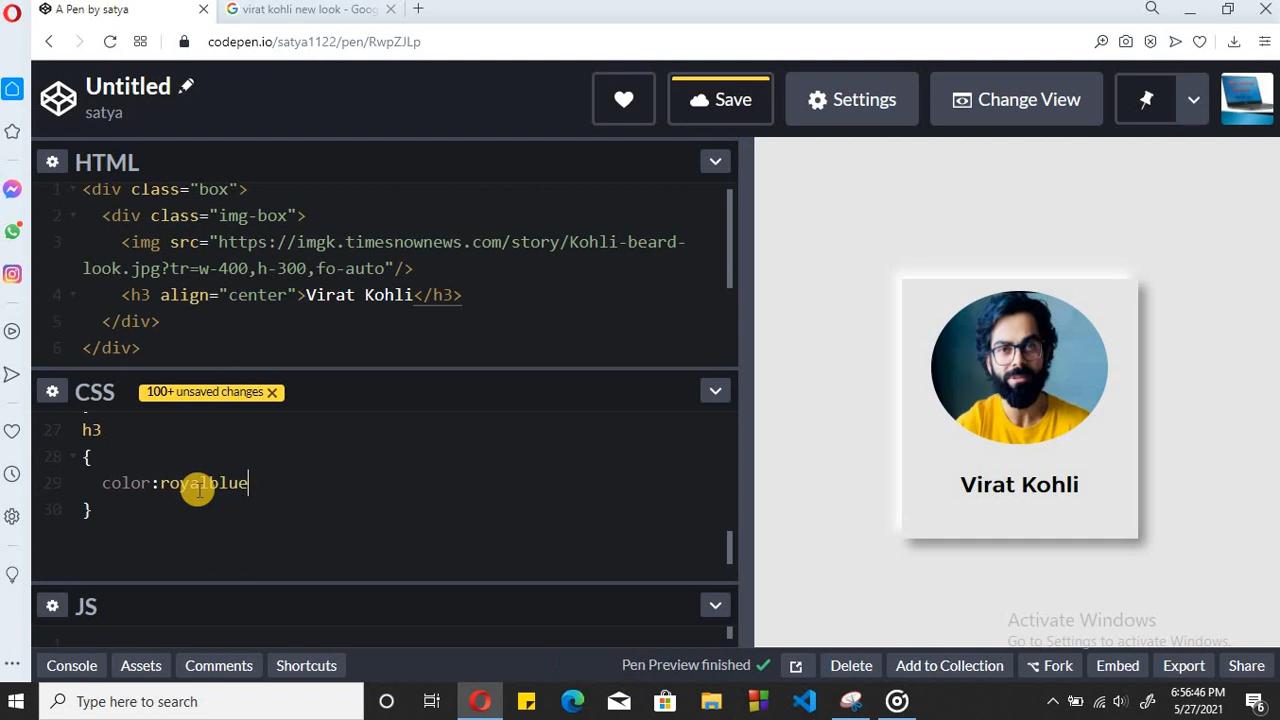 A Pen by satya
virat kohli new look - Goog
codepen.io/satya1122/pen/RwpZJLp
Untitled
satya
Save
Settings
Change View
HTML
1 <div class="box">
2 <div class="img-box">
3 <img src="https://imgk.timesnownews.com/story/Kohli-beard-
look.jpg?tr=w-400,h-300,fo-auto"/>
4 <h3 align="center">Virat Kohli</h3>
5 </div>
6 </div>
CSS
100+ unsaved changes
27 h3
28 {
29 color:royalblue
30 }
JS
1
Virat Kohli
Activate Windows
Go to Settings to activate Windows.
Console
Assets
Comments
Shortcuts
Pen Preview finished
Delete
Add to Collection
Fork
Embed
Export
Share
Type here to search
6:56:46 PM
5/27/2021
6